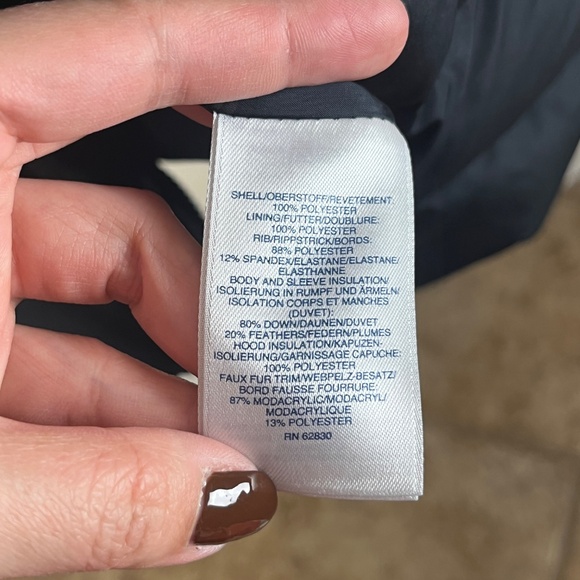 SHELL/OBERSTOFF/REVETEMENT:
100% POLYESTER
LINING/FUTTER/DOUBLURE:
100% POLYESTER
RIB/RIPPSTRICK/BORDS:
88% POLYESTER
12% SPANDEX/ELASTANE/ELASTANE/
ELASTHANNE
BODY AND SLEEVE INSULATION/
ISOLIERUNG IN RUMPF UND ÄRMELN/
ISOLATION CORPS ET MANCHES
(DUVET):
80% DOWN/DAUNEN/DUVET
20% FEATHERS/FEDERN/PLUMES
HOOD INSULATION/KAPUZEN-
ISOLIERUNG/GARNISSAGE CAPUCHE:
100% POLYESTER
FAUX FUR TRIM/WEBPELZ-BESATZ/
BORD FAUSSE FOURRURE:
87% MODACRYLIC/MODACRYL/
MODACRYLIQUE
13% POLYESTER
RN 62830